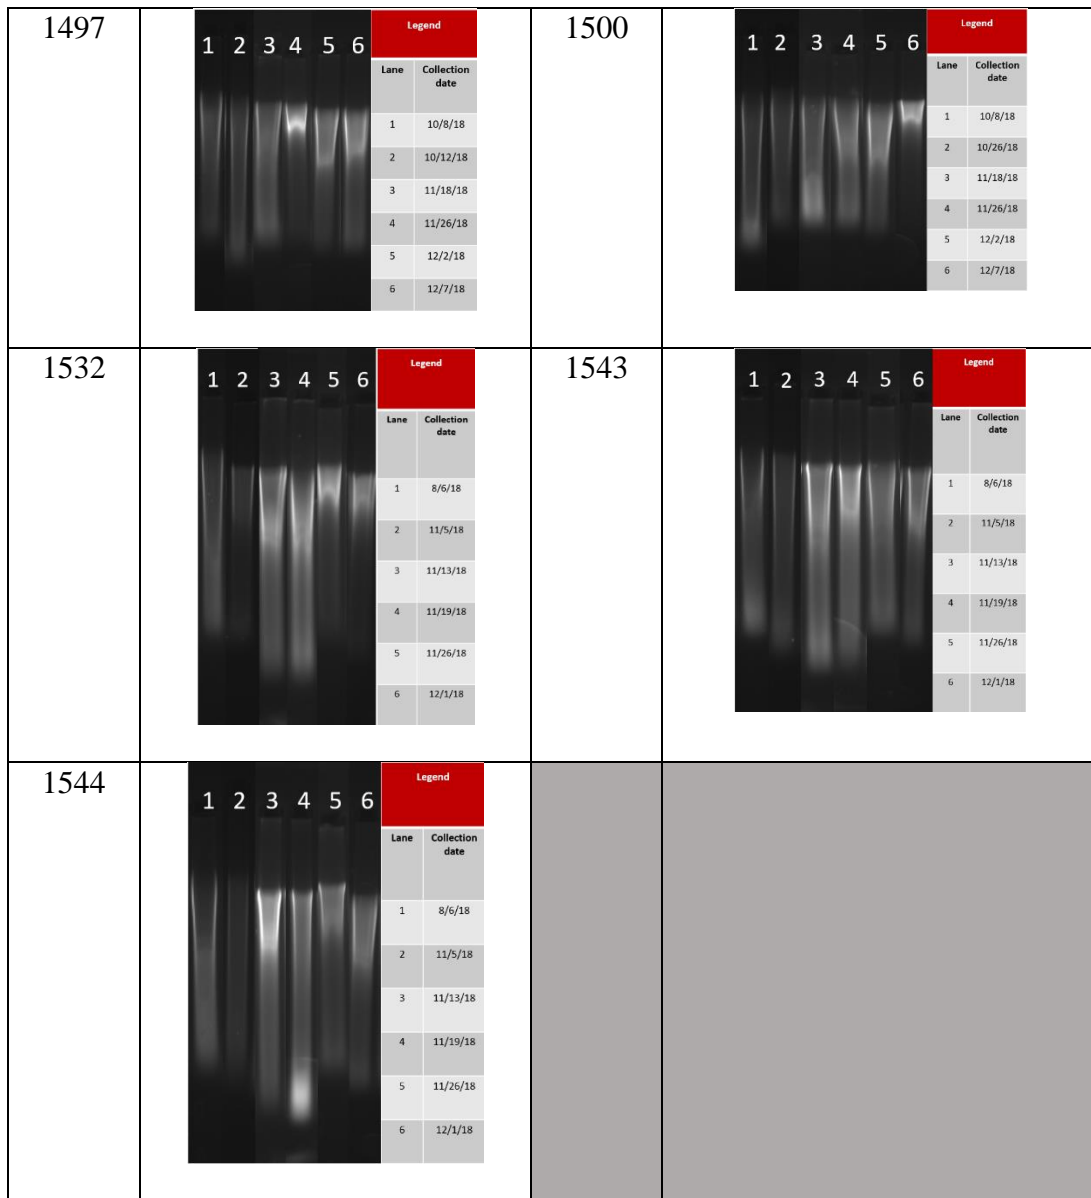 1497
1 2 3 4 5 6
Legend
Lane Collection
date
1 10/8/18
2 10/12/18
3 11/18/18
4 11/26/18
5 12/2/18
6 12/7/18
1500
1 2 3 4 5 6
Legend
Lane Collection
date
1 10/8/18
2 10/26/18
3 11/18/18
4 11/26/18
5 12/2/18
6 12/7/18
1532
1 2 3 4 5 6
Legend
Lane Collection
date
1 8/6/18
2 11/5/18
3 11/13/18
4 11/19/18
5 11/26/18
6 12/1/18
1543
1 2 3 4 5 6
Legend
Lane Collection
date
1 8/6/18
2 11/5/18
3 11/13/18
4 11/19/18
5 11/26/18
6 12/1/18
1544
1 2 3 4 5 6
Legend
Lane Collection
date
1 8/6/18
2 11/5/18
3 11/13/18
4 11/19/18
5 11/26/18
6 12/1/18